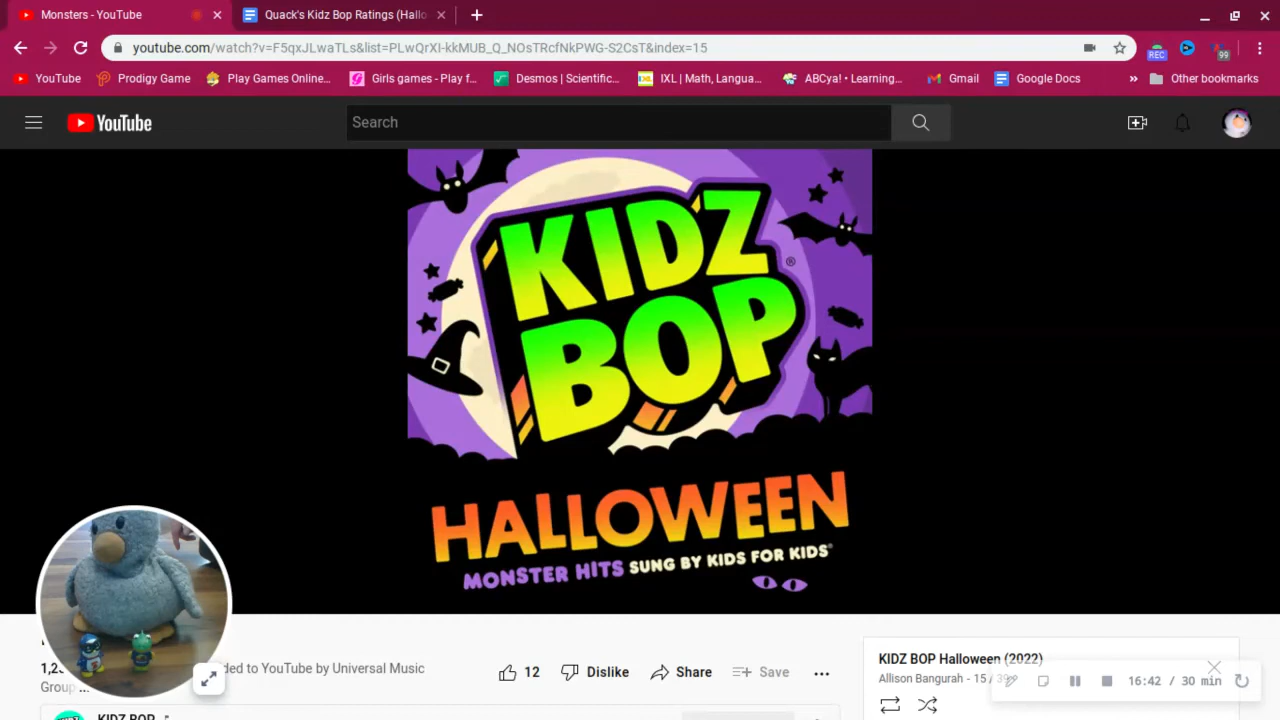 Monsters - YouTube
Quack's Kidz Bop Ratings (Hallo
youtube.com/watch?v=F5qxJLwaTLs&list=PLwQrXl-kkMUB_Q_NOsTRcfNkPWG-S2CsT&index=15
REC
99
YouTube
Prodigy Game
Play Games Online...
Girls games - Play f...
Desmos | Scientific...
IXL | Math, Langua...
ABCya! • Learning...
Gmail
Google Docs
»
Other bookmarks
YouTube
Search
KIDZ
BOP®
HALLOWEEN
MONSTER HITS SUNG BY KIDS FOR KIDS®
ded to YouTube by Universal Music
Group ...
12
Dislike
Share
Save
KIDZ BOP Halloween (2022)
Allison Bangurah - 15 /
16:42 / 30 min
KIDZ BOP